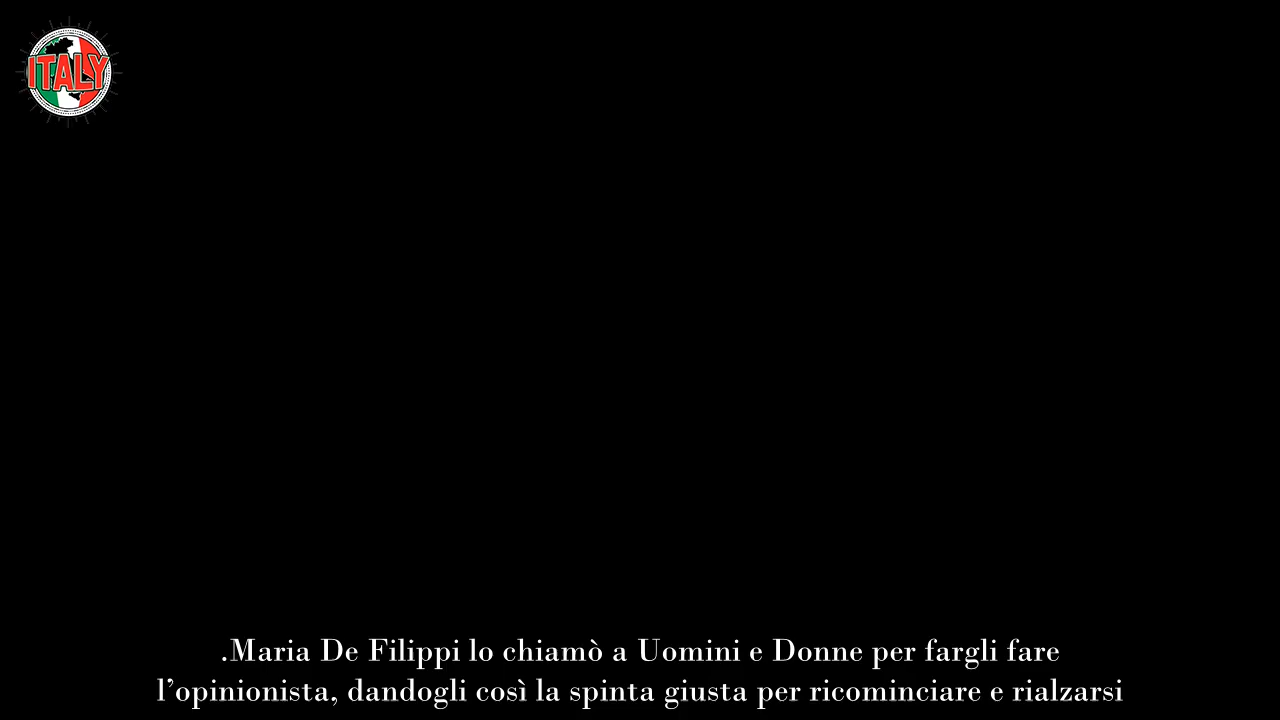 ITALY
.Maria De Filippi lo chiamò a Uomini e Donne per fargli fare
l’opinionista, dandogli così la spinta giusta per ricominciare e rialzarsi